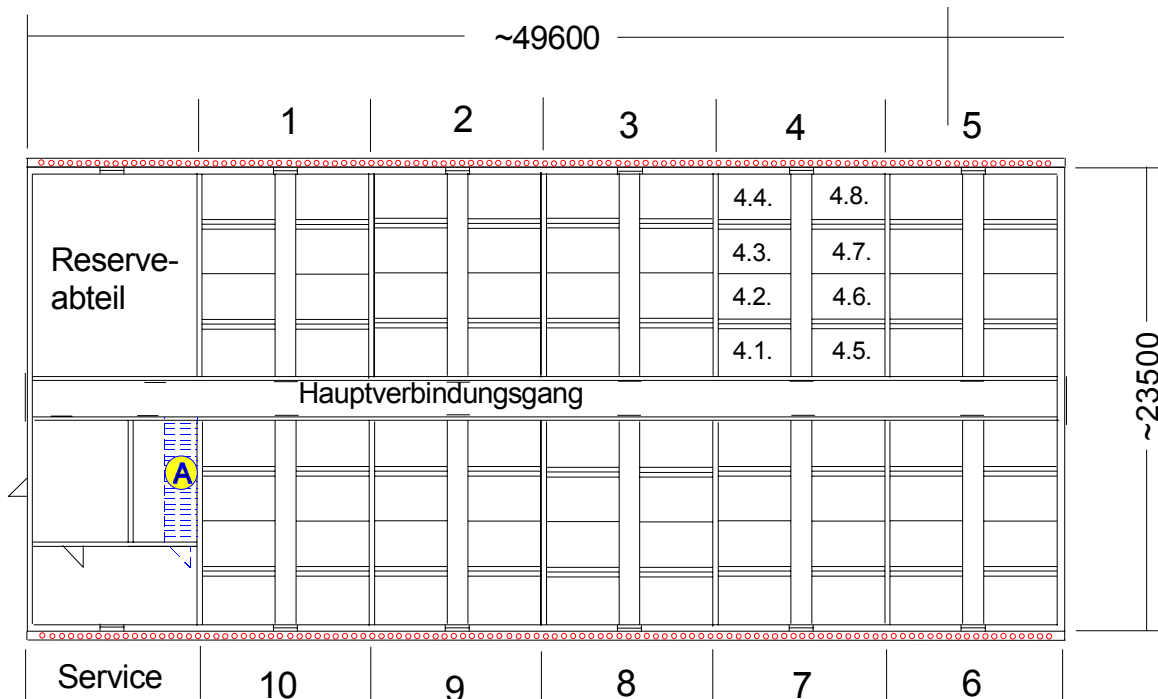 ~49600
1 2 3 4 5
4.4. 4.8.
Reserve-
abteil
4.3. 4.7.
4.2. 4.6.
4.1. 4.5.
Hauptverbindungsgang
~23500
A
Service 10 9 8 7 6